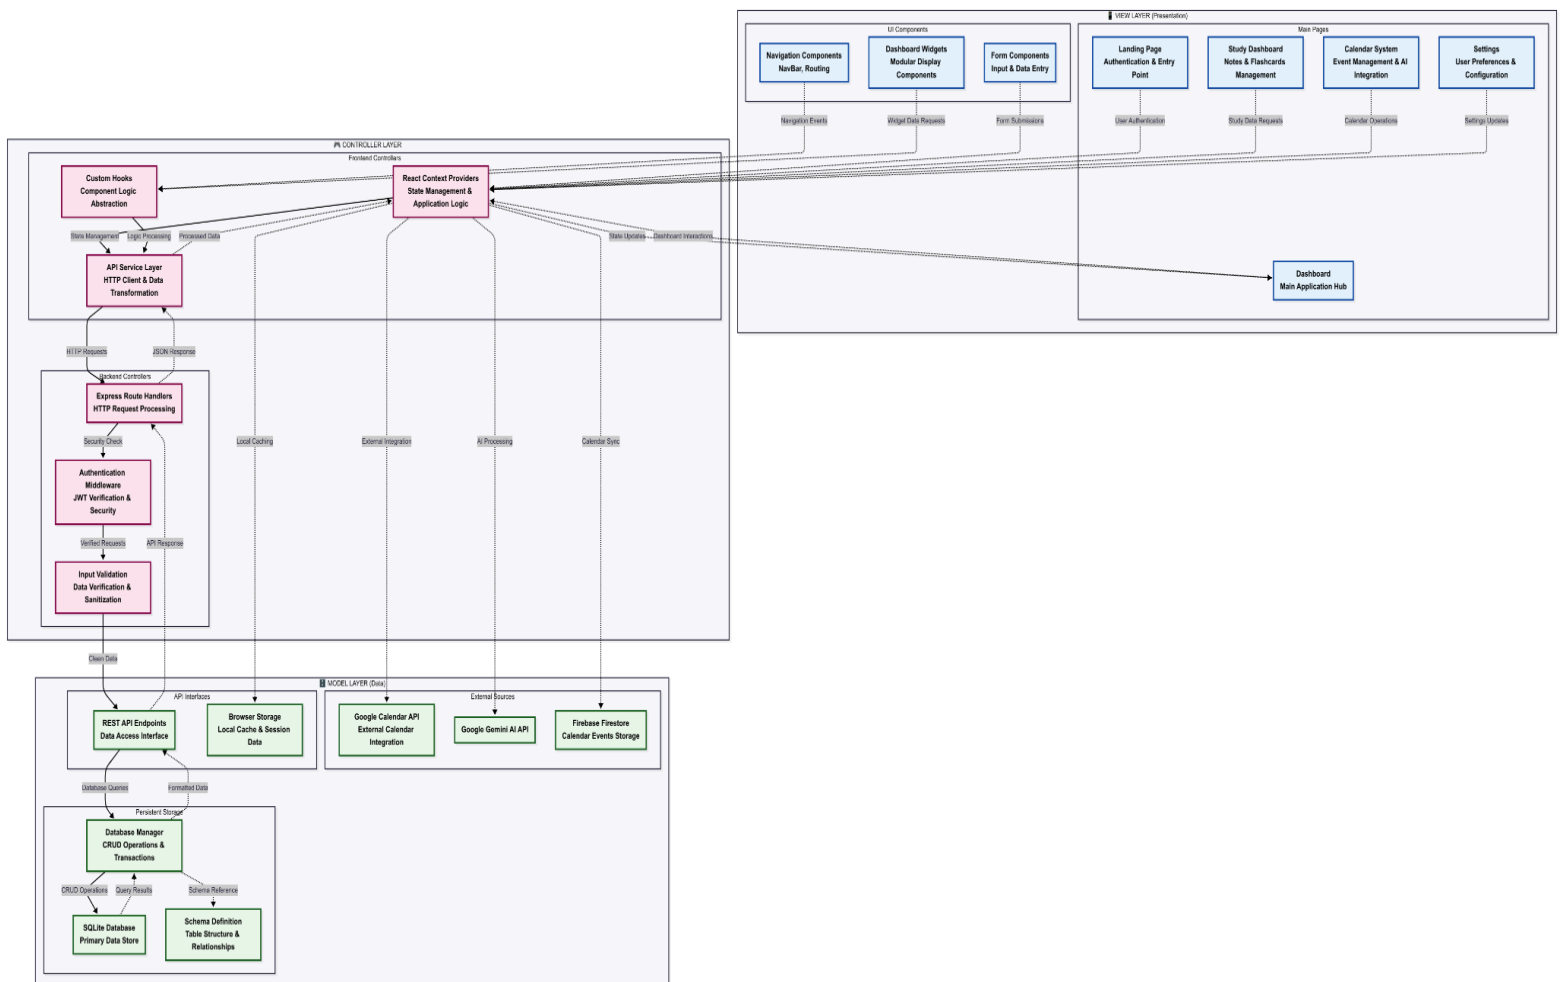 VIEW LAYER (Presentation)
UI Components
Main Pages
Navigation Components
NavBar, Routing
Dashboard Widgets
Modular Display
Components
Form Components
Input & Data Entry
Landing Page
Authentication & Entry
Point
Study Dashboard
Notes & Flashcards
Management
Calendar System
Event Management & AI
Integration
Settings
User Preferences &
Configuration
Navigation Events
Widget Data Requests
Form Submissions
User Authentication
Study Data Requests
Calendar Operations
Settings Updates
CONTROLLER LAYER
Frontend Controllers
Custom Hooks
Component Logic
Abstraction
React Context Providers
State Management &
Application Logic
State Management
Logic Processing
Processed Data
State Updates
Dashboard Interactions
API Service Layer
HTTP Client & Data
Transformation
Dashboard
Main Application Hub
HTTP Requests
JSON Response
Backend Controllers
Express Route Handlers
HTTP Request Processing
Security Check
Local Caching
External Integration
AI Processing
Calendar Sync
Authentication
Middleware
JWT Verification &
Security
Verified Requests
API Response
Input Validation
Data Verification &
Sanitization
Clean Data
MODEL LAYER (Data)
API Interfaces
External Sources
REST API Endpoints
Data Access Interface
Browser Storage
Local Cache & Session
Data
Google Calendar API
External Calendar
Integration
Google Gemini AI API
Firebase Firestore
Calendar Events Storage
Database Queries
Formatted Data
Persistent Storage
Database Manager
CRUD Operations &
Transactions
CRUD Operations
Query Results
Schema Reference
SQLite Database
Primary Data Store
Schema Definition
Table Structure &
Relationships